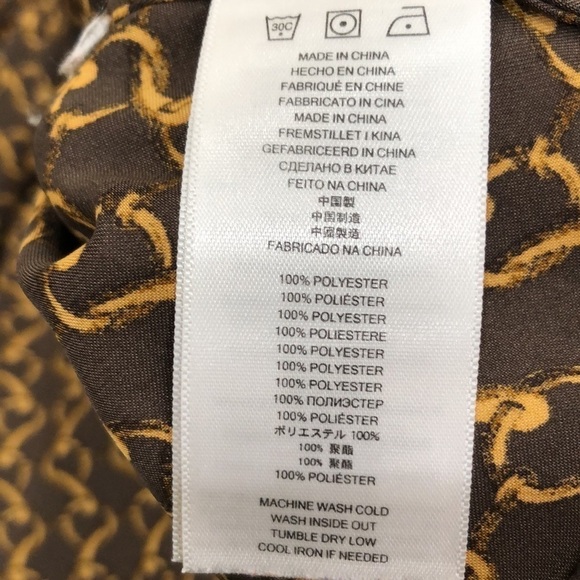 30C
MADE IN CHINA
HECHO EN CHINA
FABRIQUÉ EN CHINE
FABBRICATO IN CINA
MADE IN CHINA
FREMSTILLET I KINA
GEFABRICEERD IN CHINA
СДЕЛАНО В КИТАЕ
FEITO NA CHINA
中国製
中国制造
中國製造
FABRICADO NA CHINA
100% POLYESTER
100% POLIÉSTER
100% POLYESTER
100% POLIESTERE
100% POLYESTER
100% POLYESTER
100% POLYESTER
100% ПОЛИЭСТЕР
100% POLIÉSTER
ポリエステル 100%
100% 聚酯
100% 聚酯
100% POLIÉSTER
MACHINE WASH COLD
WASH INSIDE OUT
TUMBLE DRY LOW
COOL IRON IF NEEDED